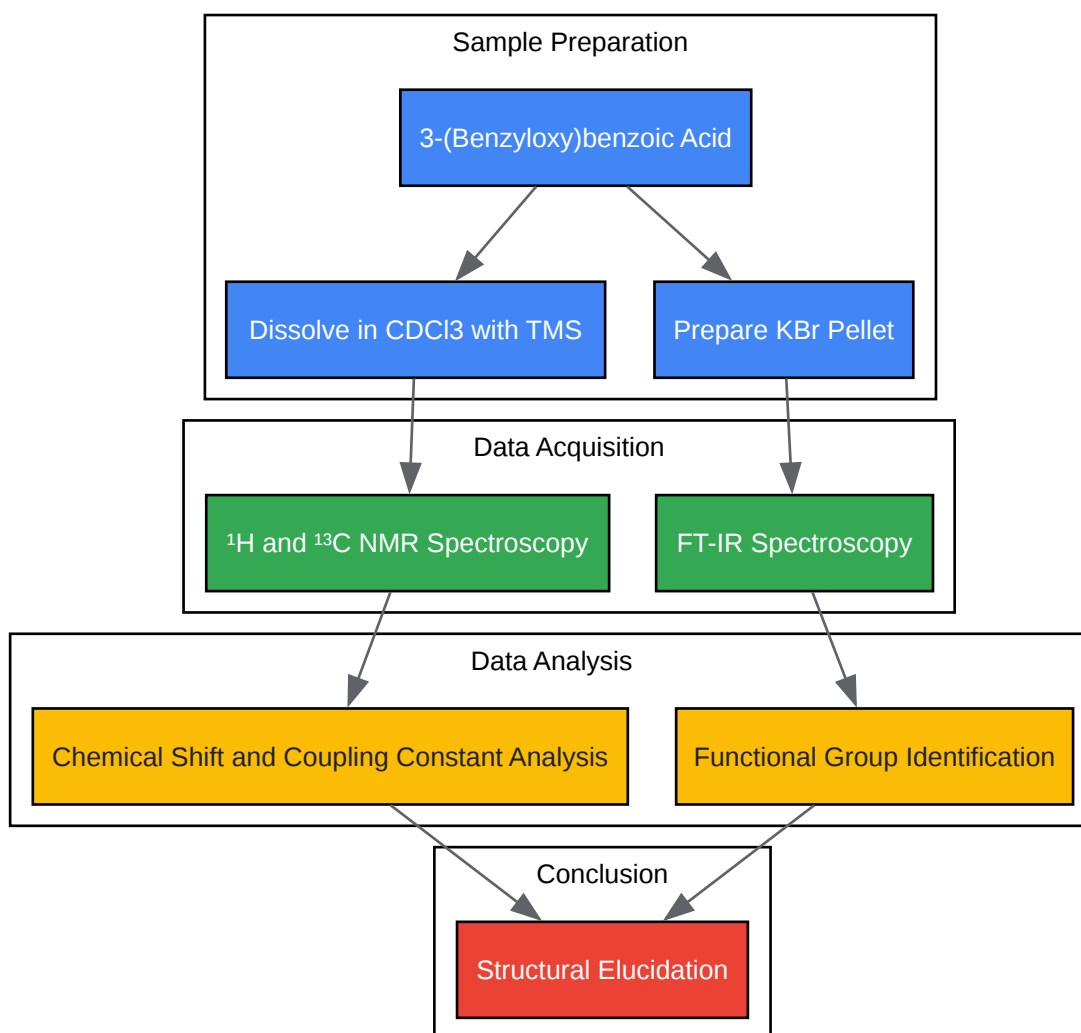 Sample Preparation
3-(Benzyloxy)benzoic Acid
Dissolve in CDCl3 with TMS
Prepare KBr Pellet
Data Acquisition
¹H and ¹³C NMR Spectroscopy
FT-IR Spectroscopy
Data Analysis
Chemical Shift and Coupling Constant Analysis
Functional Group Identification
Conclusion
Structural Elucidation